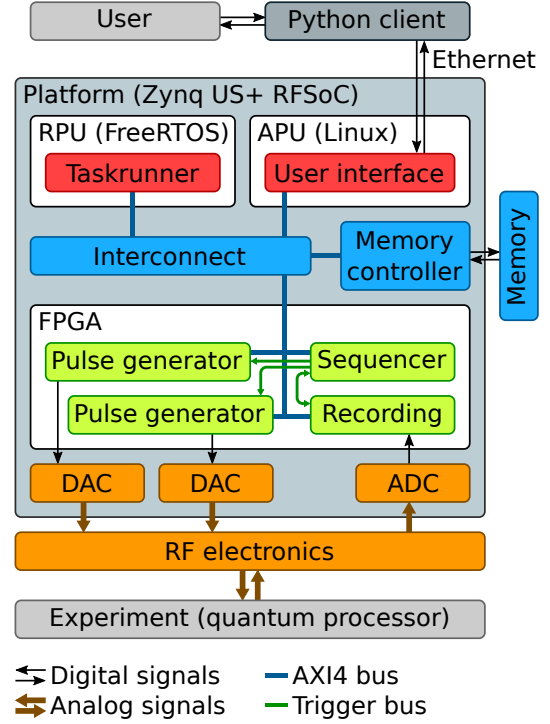 User
Python client
Ethernet
Platform (Zynq US+ RFSoC)
RPU (FreeRTOS)
APU (Linux)
Taskrunner
User interface
Interconnect
Memory
controller
Memory
FPGA
Pulse generator
Sequencer
Pulse generator
Recording
DAC
DAC
ADC
RF electronics
Experiment (quantum processor)
Digital signals
AXI4 bus
Analog signals
Trigger bus